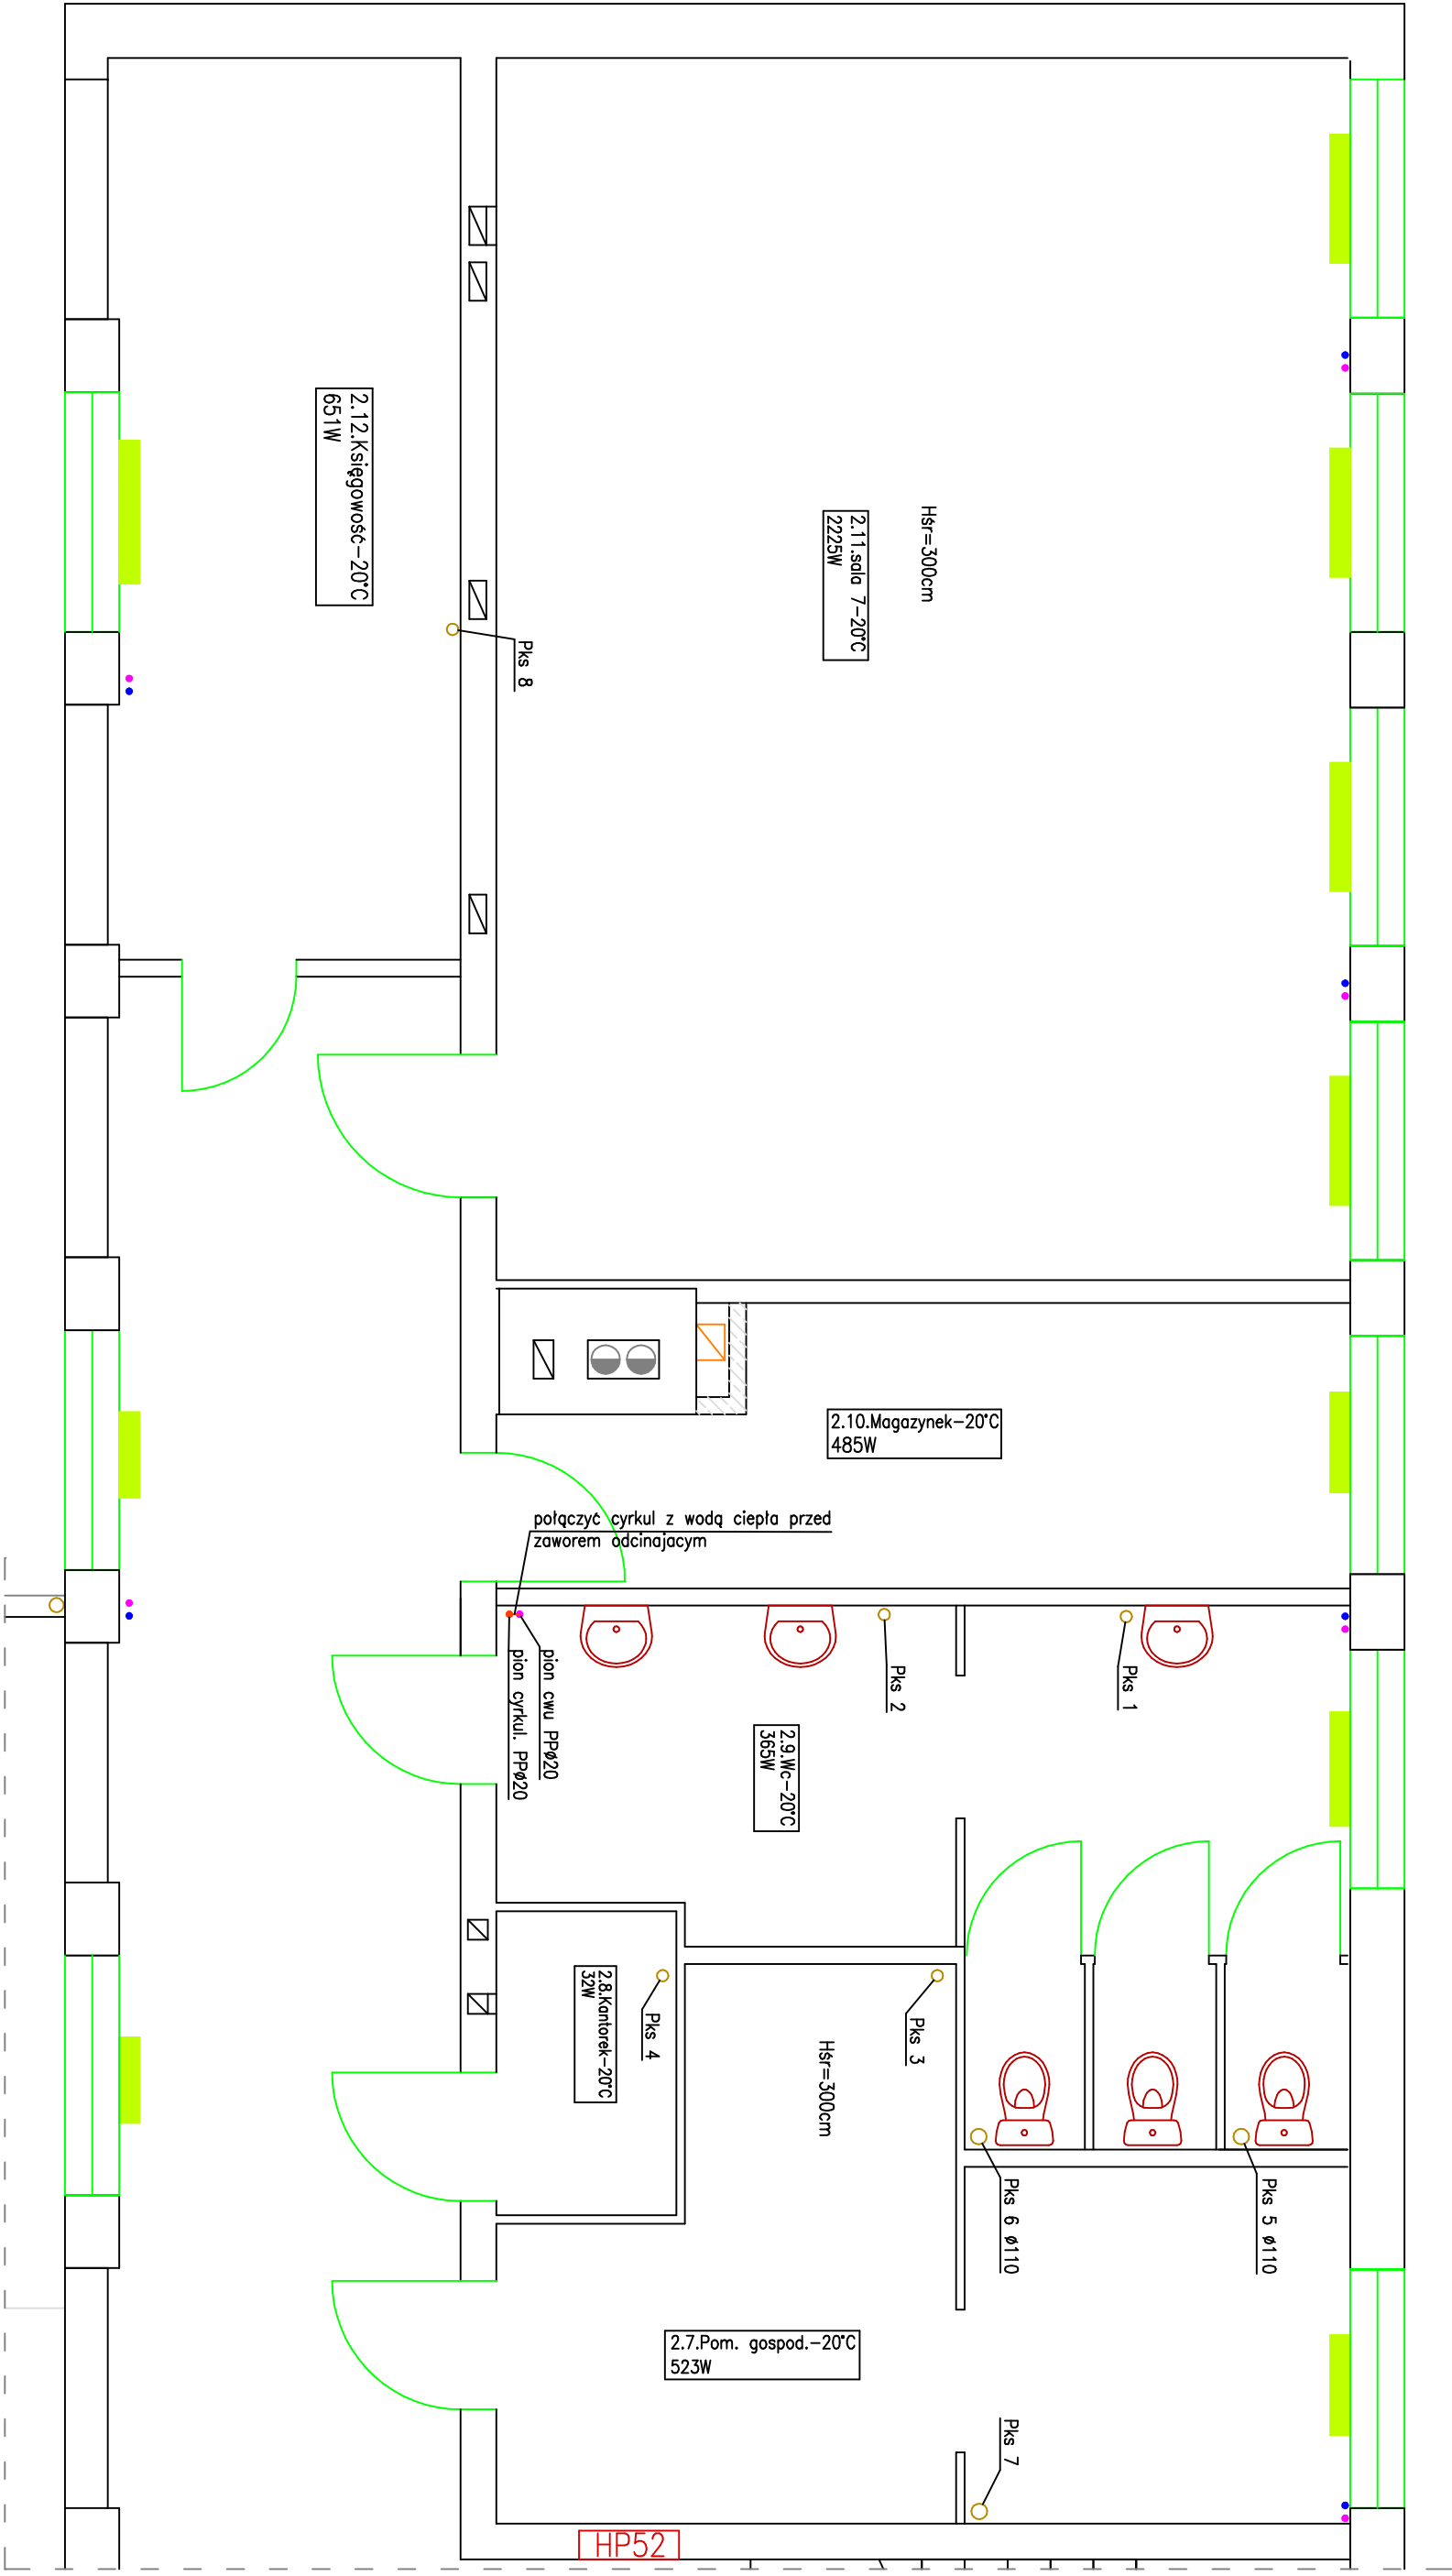 2.12.Księgowość-20°C
651W
Hśr=300cm
2.11.sala 7-20°C
2225W
Pks 8
2.10.Magazynek-20°C
485W
połączyć cyrkul z wodą ciepła przed
zaworem odcinajacym
pion cwu PPø20
pion cyrkul. PPø20
Pks 2
Pks 1
2.9.Wc-20°C
365W
2.8.Kantorek-20°C
32W
Pks 4
Pks 3
Hśr=300cm
Pks 6 ø110
Pks 5 ø110
2.7.Pom. gospod.-20°C
523W
Pks 7
HP52